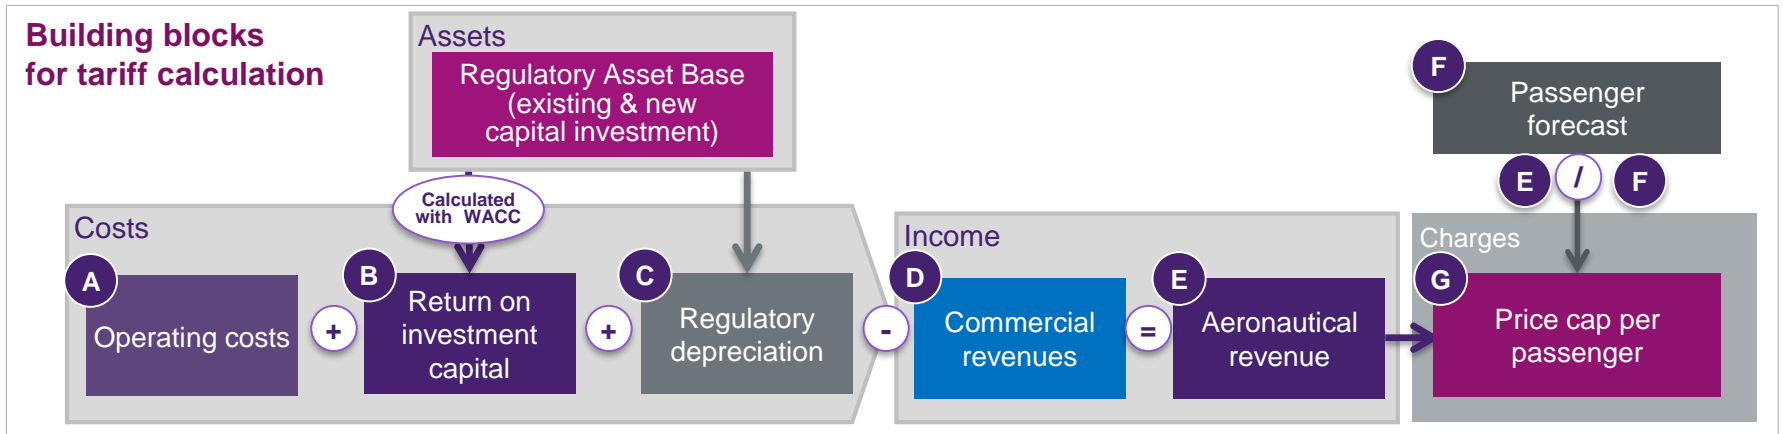 Building blocks
for tariff calculation
Assets
Regulatory Asset Base
(existing & new
capital investment)
F
Passenger
forecast
E
/
F
Calculated
with WACC
Costs
A
Operating costs
+
B
Return on
investment
capital
+
C
Regulatory
depreciation
-
Income
D
Commercial
revenues
=
E
Aeronautical
revenue
Charges
G
Price cap per
passenger